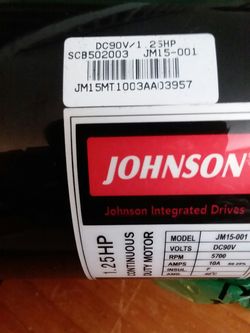 DC90V/1.25HP
SCB502003 JM15-001
JM15MT1003AA03957
JOHNSON
Johnson Integrated Drives
1.25HP
CONTINUOUS
DUTY MOTOR
MODEL JM15-001
VOLTS DC90V
RPM 5700
AMPS 10A
INSUL F